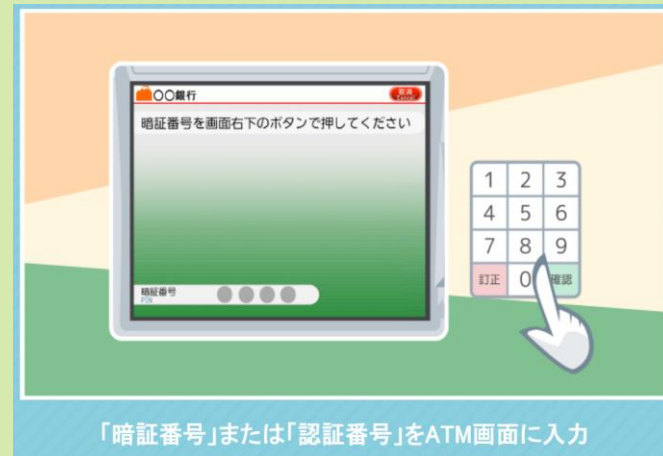 〇〇銀行
取消
Cancel
暗証番号を画面右下のボタンで押してください
1 2 3
4 5 6
7 8 9
訂正 0 確認
暗証番号
PIN
「暗証番号」または「認証番号」をATM画面に入力